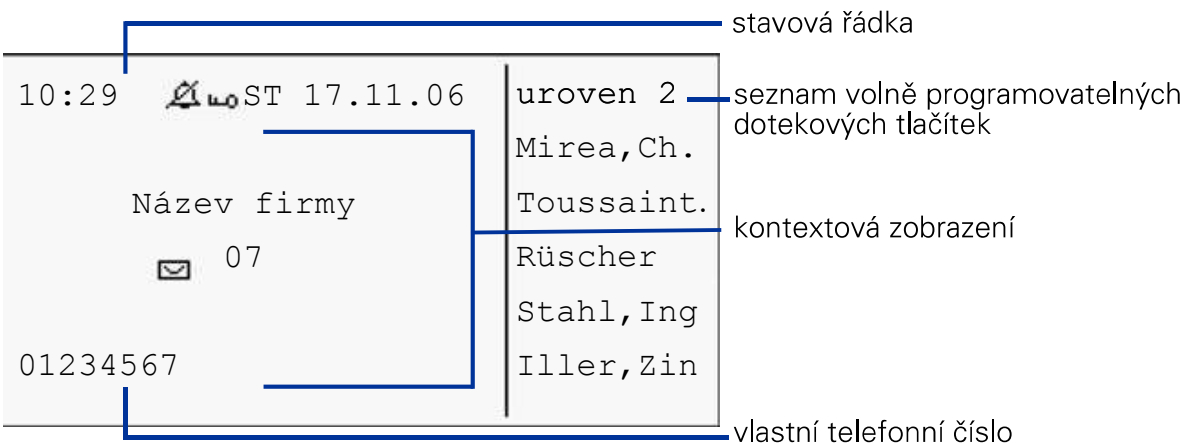 stavová řádka
10:29 ST 17.11.06
uroven 2
seznam volně programovatelných
dotekových tlačítek
Mirea,Ch.
Název firmy
Toussaint.
kontextová zobrazení
07
Rüscher
Stahl,Ing
01234567
Iller,Zin
vlastní telefonní číslo